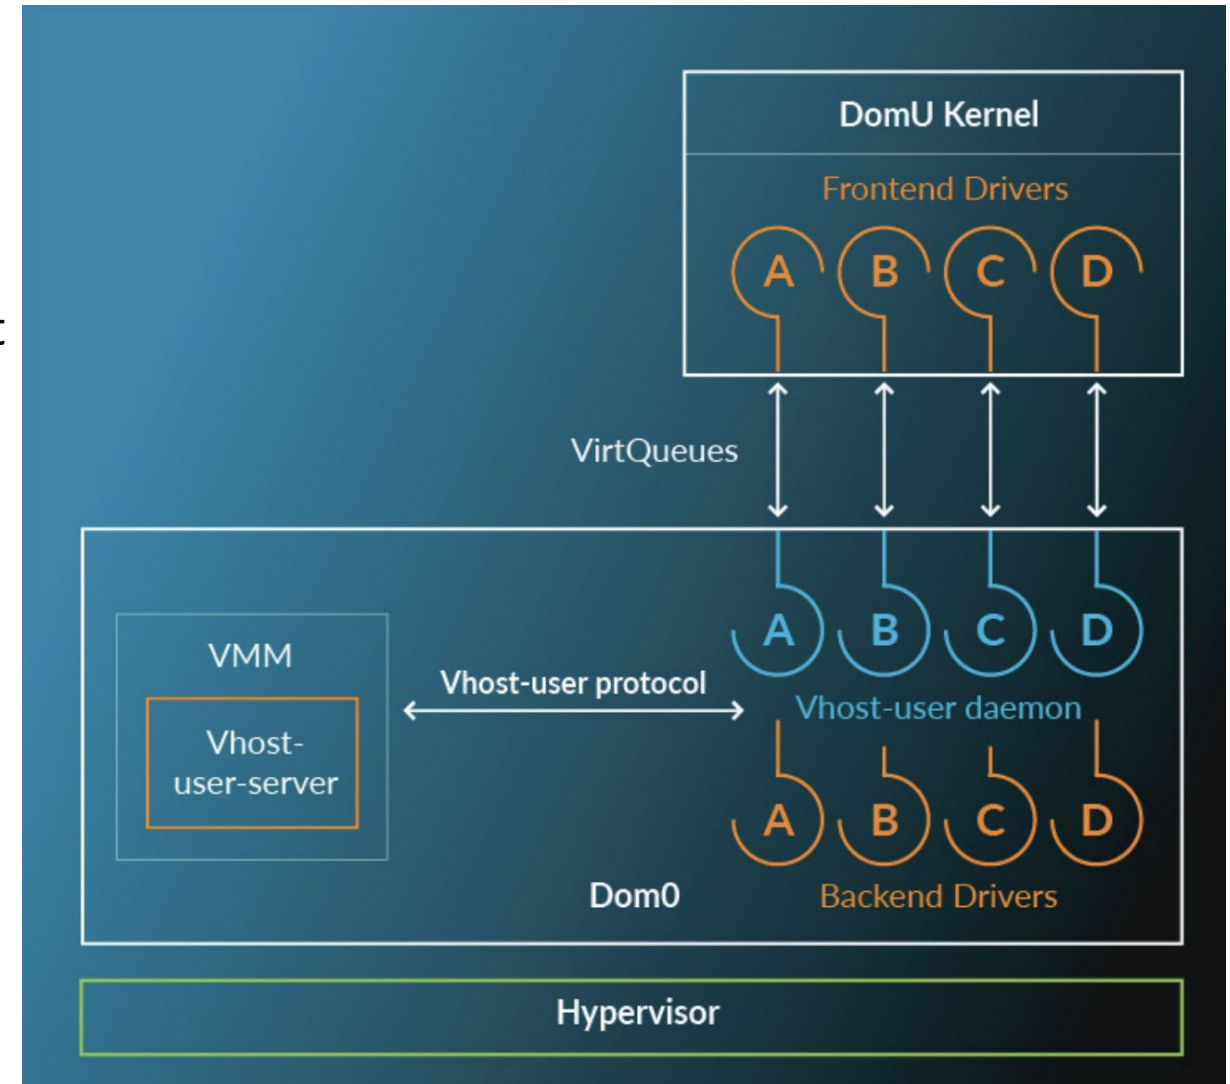 DomU Kernel
Frontend Drivers
A B C D
t
VirtQueues
A B C D
VMM
Vhost-user protocol
Vhost-user daemon
Vhost-
user-server
A B C D
Dom0
Backend Drivers
Hypervisor